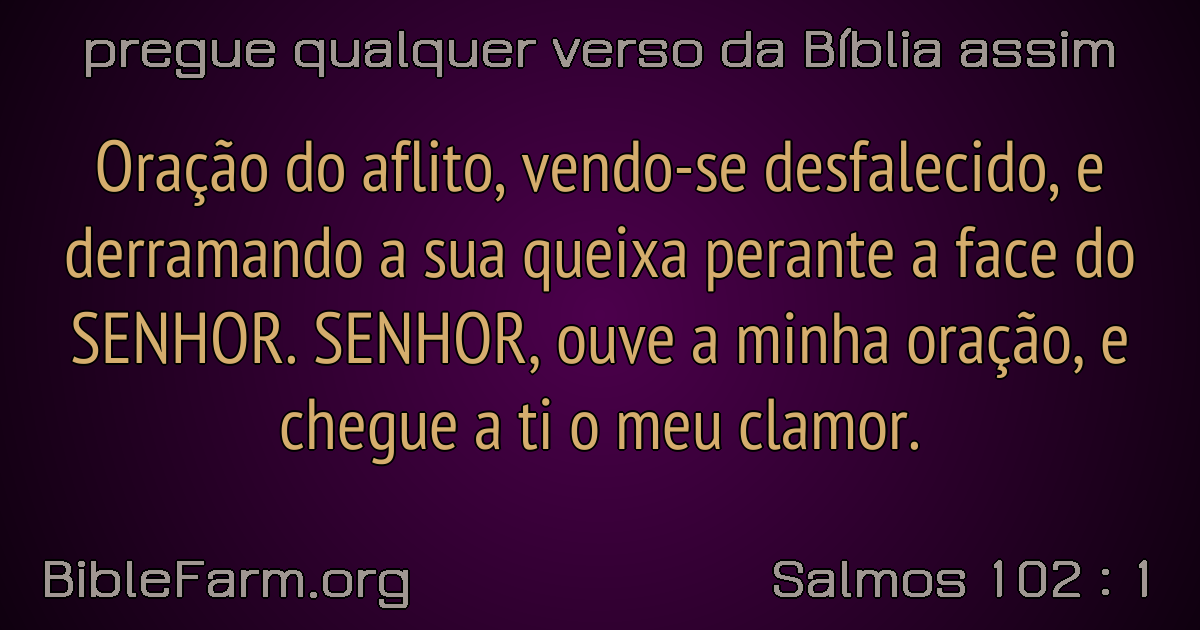 pregue qualquer verso da Bíblia assim
Oração do aflito, vendo-se desfalecido, e
derramando a sua queixa perante a face do
SENHOR. SENHOR, ouve a minha oração, e
chegue a ti o meu clamor.
BibleFarm.org
Salmos 102 : 1